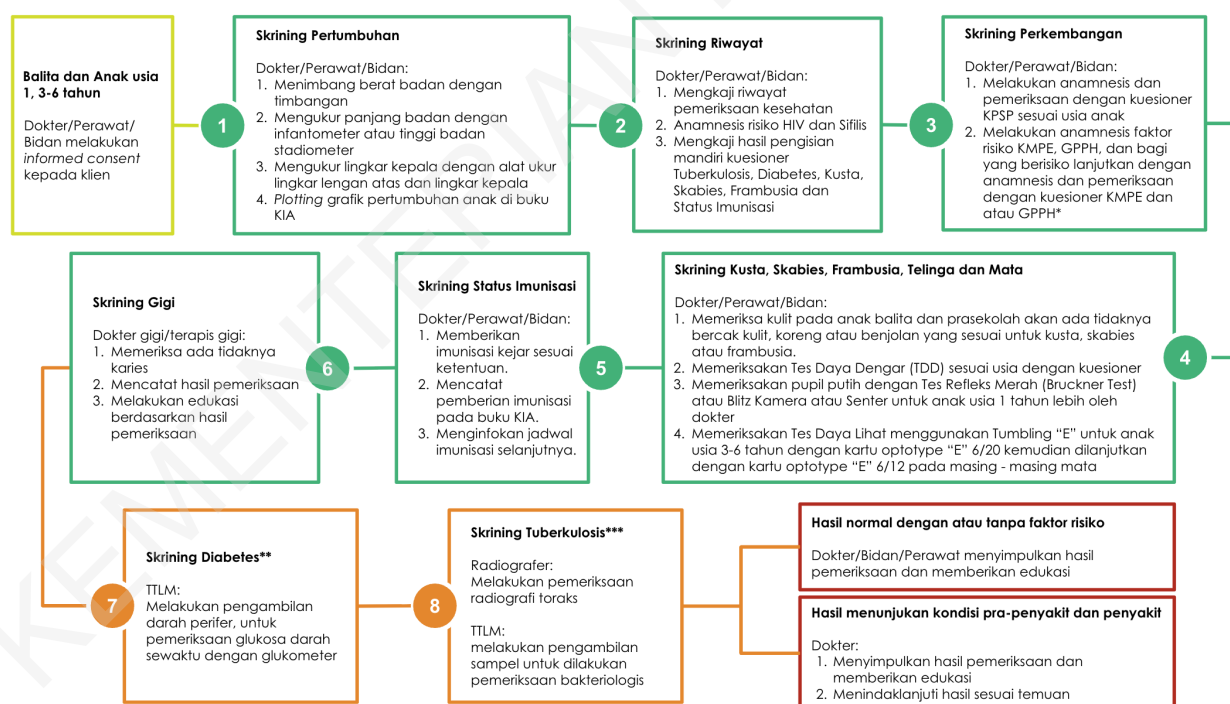 Balita dan Anak usia
1, 3-6 tahun
Dokter/Perawat/
Bidan melakukan
informed consent
kepada klien
1
Skrining Pertumbuhan
Dokter/Perawat/Bidan:
1. Menimbang berat badan dengan
timbangan
2. Mengukur panjang badan dengan
infantometer atau tinggi badan
stadiometer
3. Mengukur lingkar kepala dengan alat ukur
lingkar lengan atas dan lingkar kepala
4. Plotting grafik pertumbuhan anak di buku
KIA
2
Skrining Riwayat
Dokter/Perawat/Bidan:
1. Mengkaji riwayat
pemeriksaan kesehatan
2. Anamnesis risiko HIV dan Sifilis
3. Mengkaji hasil pengisian
mandiri kuesioner
Tuberkulosis, Diabetes, Kusta,
Skabies, Frambusia dan
Status Imunisasi
3
Skrining Perkembangan
Dokter/Perawat/Bidan:
1. Melakukan anamnesis dan
pemeriksaan dengan kuesioner
KPSP sesuai usia anak
2. Melakukan anamnesis faktor
risiko KMPE, GPPH, dan bagi
yang berisiko lanjutkan dengan
anamnesis dan pemeriksaan
dengan kuesioner KMPE dan
atau GPPH*
4
Skrining Kusta, Skabies, Frambusia, Telinga dan Mata
Dokter/Perawat/Bidan:
1. Memeriksa kulit pada anak balita dan prasekolah akan ada tidaknya
bercak kulit, koreng atau benjolan yang sesuai untuk kusta, skabies
atau frambusia.
2. Memeriksakan Tes Daya Dengar (TDD) sesuai usia dengan kuesioner
3. Memeriksakan pupil putih dengan Tes Refleks Merah (Bruckner Test)
atau Blitz Kamera atau Senter untuk anak usia 1 tahun lebih oleh
dokter
4. Memeriksakan Tes Daya Lihat menggunakan Tumbling “E” untuk anak
usia 3-6 tahun dengan kartu optotype “E” 6/20 kemudian dilanjutkan
dengan kartu optotype “E” 6/12 pada masing - masing mata
5
Skrining Status Imunisasi
Dokter/Perawat/Bidan:
1. Memberikan
imunisasi kejar sesuai
ketentuan.
2. Mencatat
pemberian imunisasi
pada buku KIA.
3. Menginfokan jadwal
imunisasi selanjutnya.
6
Skrining Gigi
Dokter gigi/terapis gigi:
1. Memeriksa ada tidaknya
karies
2. Mencatat hasil pemeriksaan
3. Melakukan edukasi
berdasarkan hasil
pemeriksaan
7
Skrining Diabetes**
TTLM:
Melakukan pengambilan
darah perifer, untuk
pemeriksaan glukosa darah
sewaktu dengan glukometer
8
Skrining Tuberkulosis***
Radiografer:
Melakukan pemeriksaan
radiografi toraks
TTLM:
melakukan pengambilan
sampel untuk dilakukan
pemeriksaan bakteriologis
Hasil normal dengan atau tanpa faktor risiko
Dokter/Bidan/Perawat menyimpulkan hasil
pemeriksaan dan memberikan edukasi
Hasil menunjukan kondisi pra-penyakit dan penyakit
Dokter:
1. Menyimpulkan hasil pemeriksaan dan
memberikan edukasi
2. Menindaklanjuti hasil sesuai temuan
KEMENTERIAN